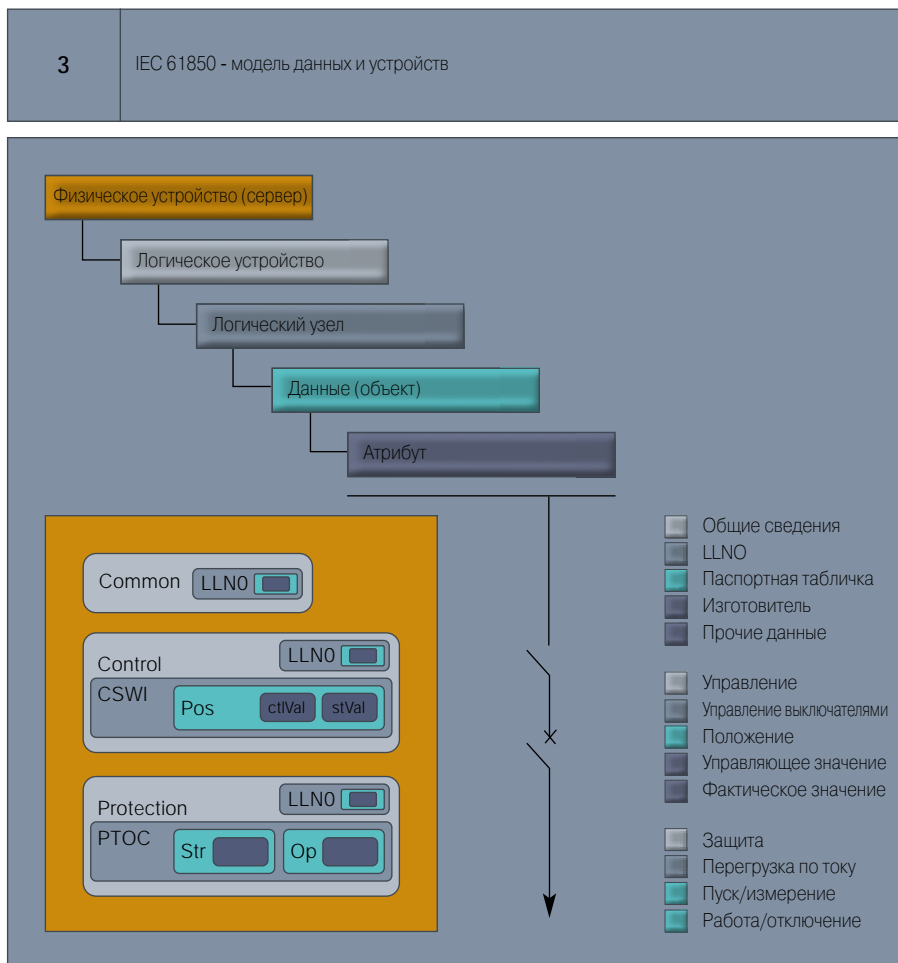 3
IEC 61850 - модель данных и устройств
Физическое устройство (сервер)
Логическое устройство
Логический узел
Данные (объект)
Атрибут
Common LLN0
Control LLN0
CSWI Pos ctlVal stVal
Protection LLN0
PTOC Str Op
Общие сведения
LLNO
Паспортная табличка
Изготовитель
Прочие данные
Управление
Управление выключателями
Положение
Управляющее значение
Фактическое значение
Защита
Перегрузка по току
Пуск/измерение
Работа/отключение